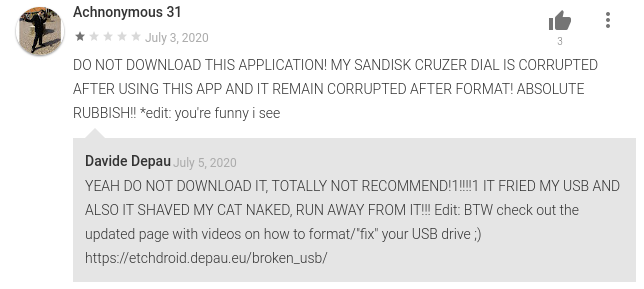 Achnonymous 31
July 3, 2020
3
DO NOT DOWNLOAD THIS APPLICATION! MY SANDISK CRUZER DIAL IS CORRUPTED
AFTER USING THIS APP AND IT REMAIN CORRUPTED AFTER FORMAT! ABSOLUTE
RUBBISH!! *edit: you're funny i see
Davide Depau July 5, 2020
YEAH DO NOT DOWNLOAD IT, TOTALLY NOT RECOMMEND!1!!!!1 IT FRIED MY USB AND
ALSO IT SHAVED MY CAT NAKED, RUN AWAY FROM IT!!! Edit: BTW check out the
updated page with videos on how to format/"fix" your USB drive ;)
https://etchdroid.depau.eu/broken_usb/